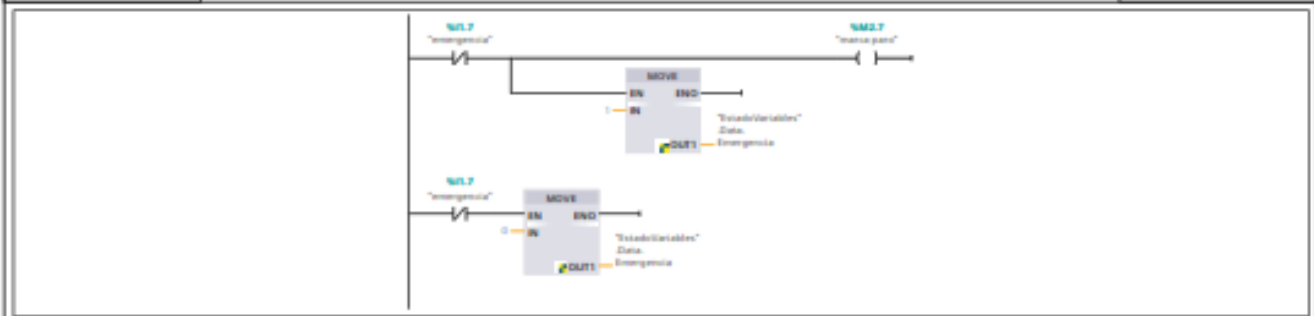 %I1.7
"emergencia"
%M2.7
"marca paro"
MOVE
EN ENO
1 IN
OUT1
"EstadoVariables"
.Data.
Emergencia
%I1.7
"emergencia"
MOVE
EN ENO
0 IN
OUT1
"EstadoVariables"
.Data.
Emergencia